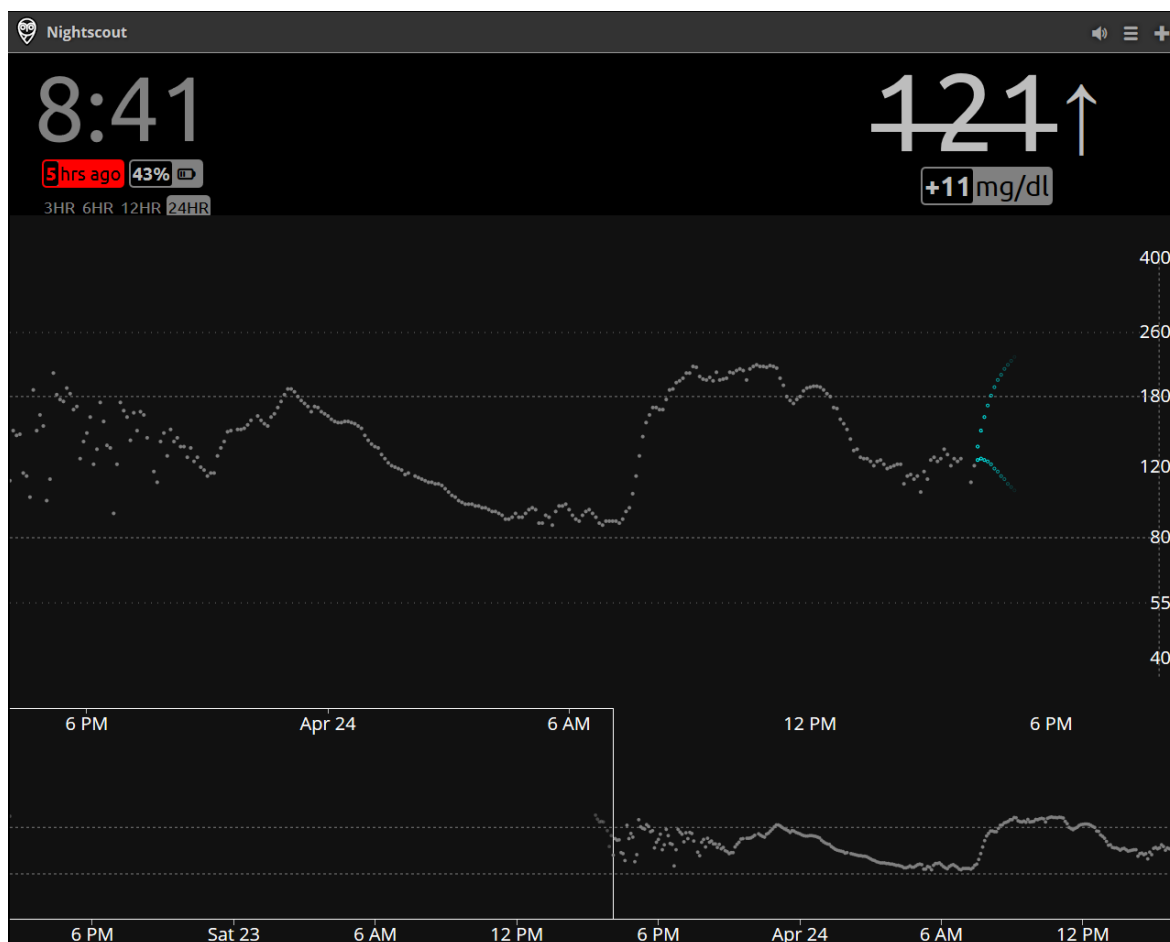 Nightscout
8:41
121↑
5 hrs ago 43%
+11 mg/dl
3HR 6HR 12HR 24HR
400
260
180
120
80
55
40
6 PM Apr 24 6 AM 12 PM 6 PM
6 PM Sat 23 6 AM 12 PM 6 PM Apr 24 6 AM 12 PM